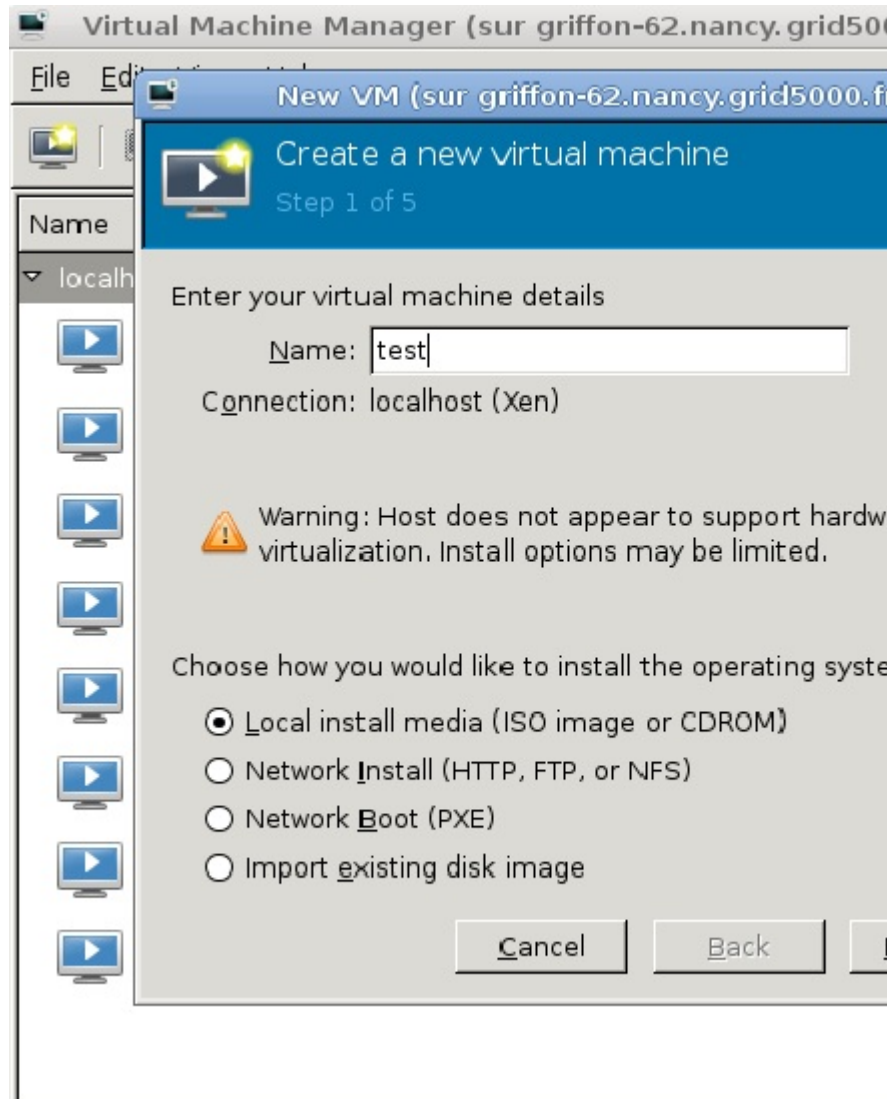 Virtual Machine Manager (sur griffon-62.nancy.grid50
File
New VM (sur griffon-62.nancy.grid5000.f
Create a new virtual machine
Step 1 of 5
Name
localh
Enter your virtual machine details
Name: test
Connection: localhost (Xen)
Warning: Host does not appear to support hardw
virtualization. Install options may be limited.
Choose how you would like to install the operating syste
Local install media (ISO image or CDROM)
Network Install (HTTP, FTP, or NFS)
Network Boot (PXE)
Import existing disk image
Cancel Back